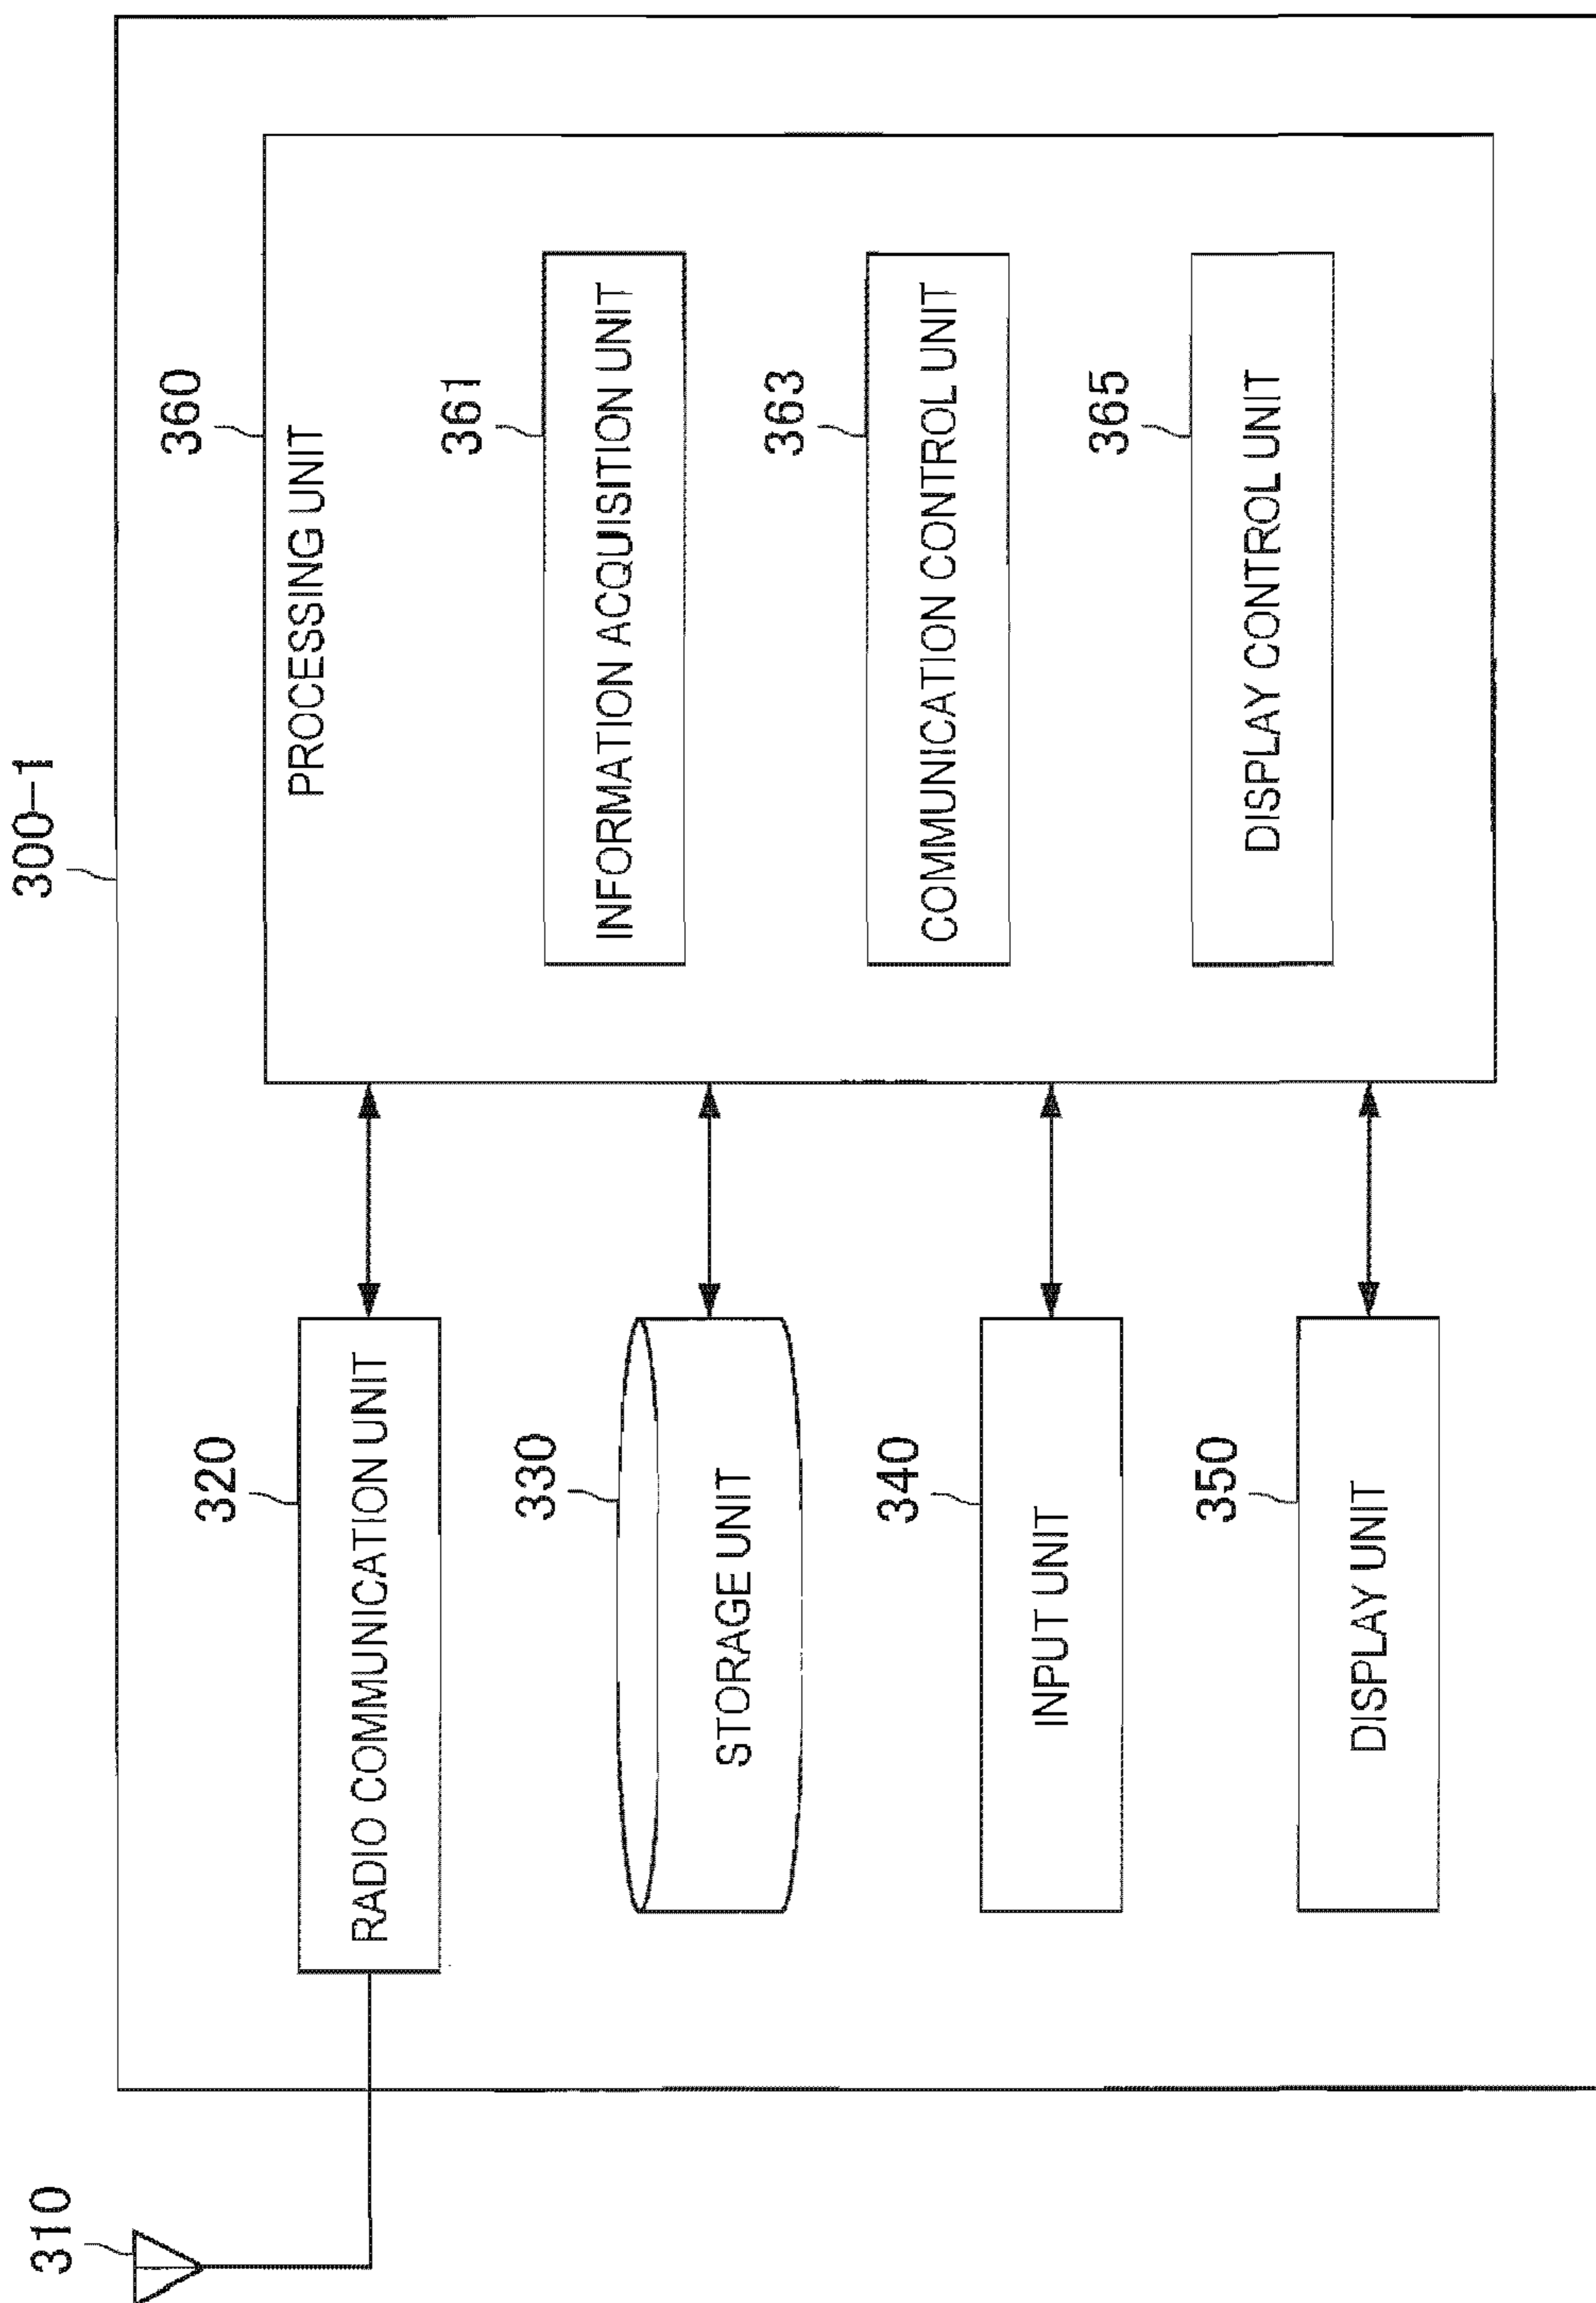 300-1
310
320
RADIO COMMUNICATION UNIT
330
STORAGE UNIT
340
INPUT UNIT
350
DISPLAY UNIT
360
PROCESSING UNIT
361
INFORMATION ACQUISITION UNIT
363
COMMUNICATION CONTROL UNIT
365
DISPLAY CONTROL UNIT